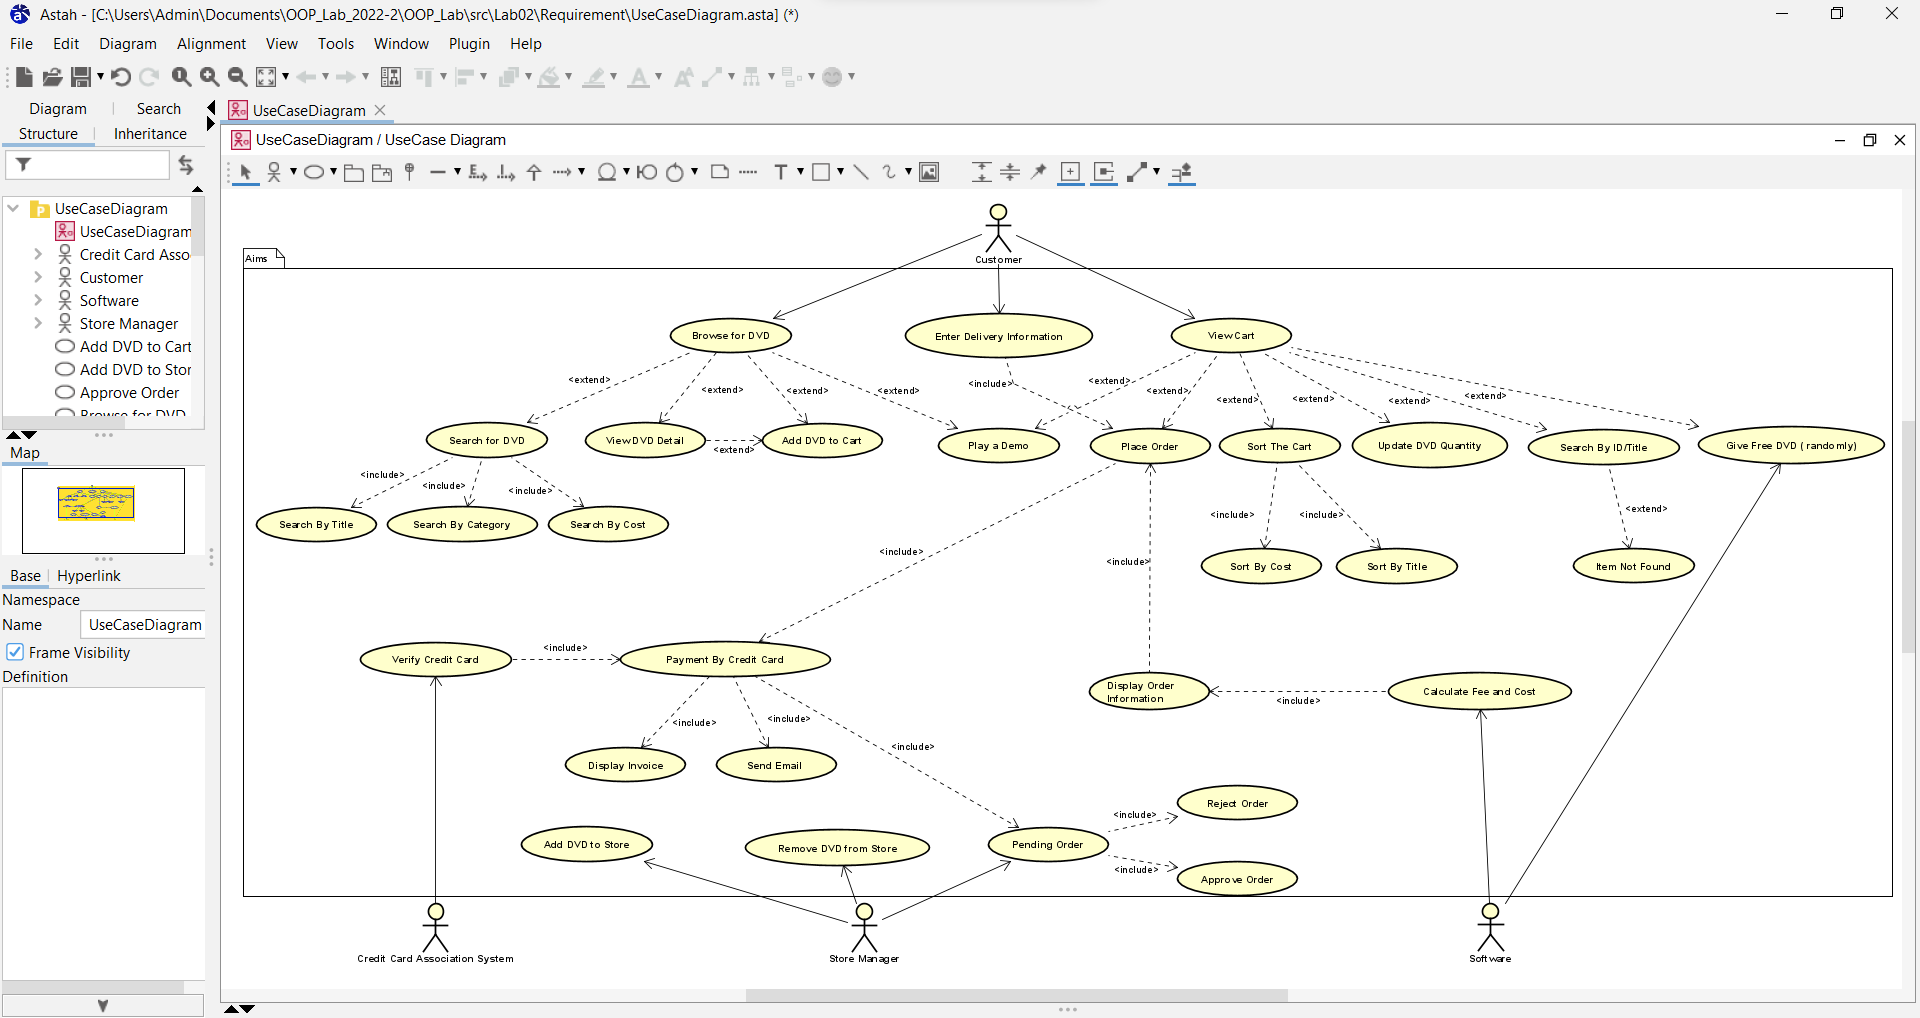 Astah - [C:\Users\Admin\Documents\OOP_Lab_2022-2\OOP_Lab\src\Lab02\Requirement\UseCaseDiagram.asta] (*)
File Edit Diagram Alignment View Tools Window Plugin Help
Diagram Search
Structure Inheritance
UseCaseDiagram
UseCaseDiagram
Credit Card Asso
Customer
Software
Store Manager
Add DVD to Cart
Add DVD to Stor
Approve Order
Browse for DVD
Map
Base Hyperlink
Namespace
Name UseCaseDiagram
Frame Visibility
Definition
UseCaseDiagram
UseCaseDiagram / UseCase Diagram
Customer
Aims
Browse for DVD
Enter Delivery Information
View Cart
<extend>
<extend>
<extend>
<extend>
<include>
<extend>
<extend>
<extend>
<extend>
<extend>
<extend>
Search for DVD
View DVD Detail
<extend>
Add DVD to Cart
Play a Demo
Place Order
Sort The Cart
Update DVD Quantity
Search By ID/Title
Give Free DVD ( randomly)
<include>
<include>
<include>
<include>
<include>
<extend>
Search By Title
Search By Category
Search By Cost
<include>
<include>
Sort By Cost
Sort By Title
Item Not Found
Verify Credit Card
<include>
Payment By Credit Card
Display Order
Information
<include>
Calculate Fee and Cost
<include>
<include>
<include>
Display Invoice
Send Email
Reject Order
<include>
Add DVD to Store
Remove DVD from Store
Pending Order
<include>
Approve Order
Credit Card Association System
Store Manager
Software